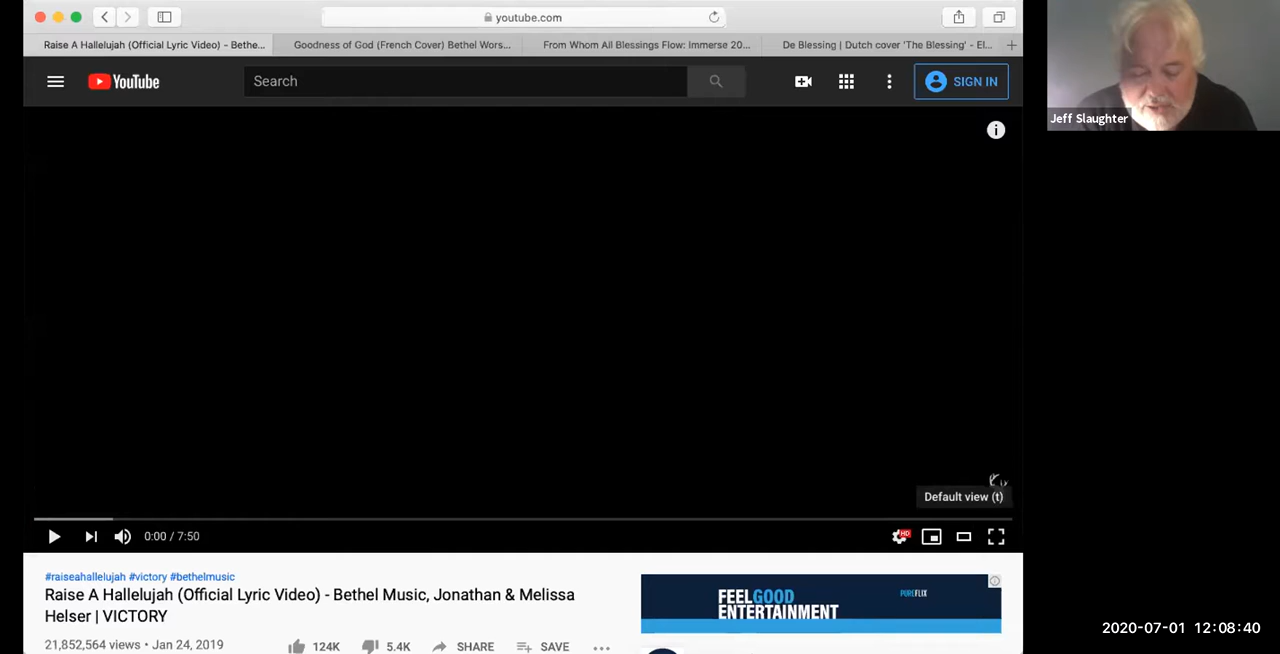 youtube.com
Raise A Hallelujah (Official Lyric Video) - Bethe...
Goodness of God (French Cover) Bethel Wors...
From Whom All Blessings Flow: Immerse 20...
De Blessing | Dutch cover 'The Blessing' - El...
YouTube
Search
SIGN IN
Jeff Slaughter
Default view (t)
0:00 / 7:50
HD
#raiseahallelujah #victory #bethelmusic
Raise A Hallelujah (Official Lyric Video) - Bethel Music, Jonathan & Melissa
Helser | VICTORY
21,852,564 views • Jan 24, 2019
124K
5.4K
SHARE
SAVE
FEELGOOD
ENTERTAINMENT
PUREFLIX
2020-07-01 12:08:40